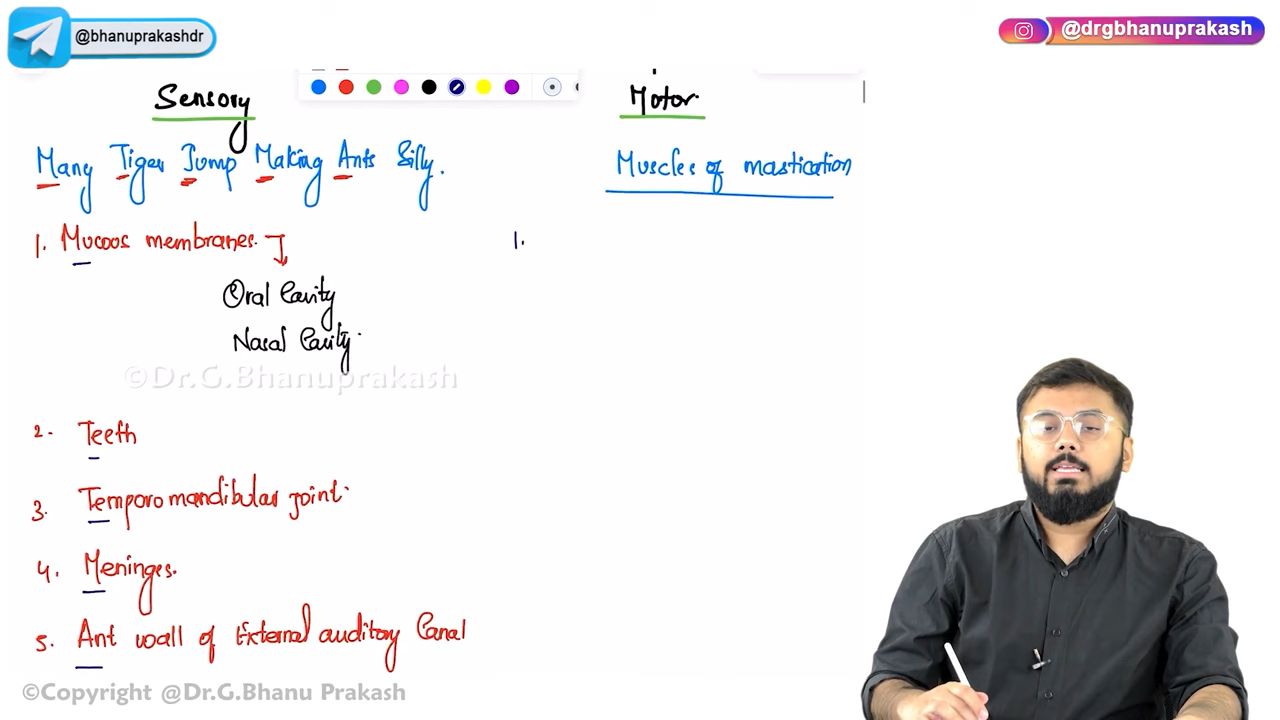 @bhanuprakashdr
@drgbhanuprakash
Sensory
Motor.
Many Tiger Jump Making Ants Silly.
Muscles of mastication
1. Mucous membranes.
1.
Oral Cavity
Nasal Cavity.
©Dr.G.Bhanuprakash
2. Teeth
3. Temporo mandibular joint.
4. Meninges.
5. Ant wall of External auditory Canal
©Copyright @Dr.G.Bhanu Prakash